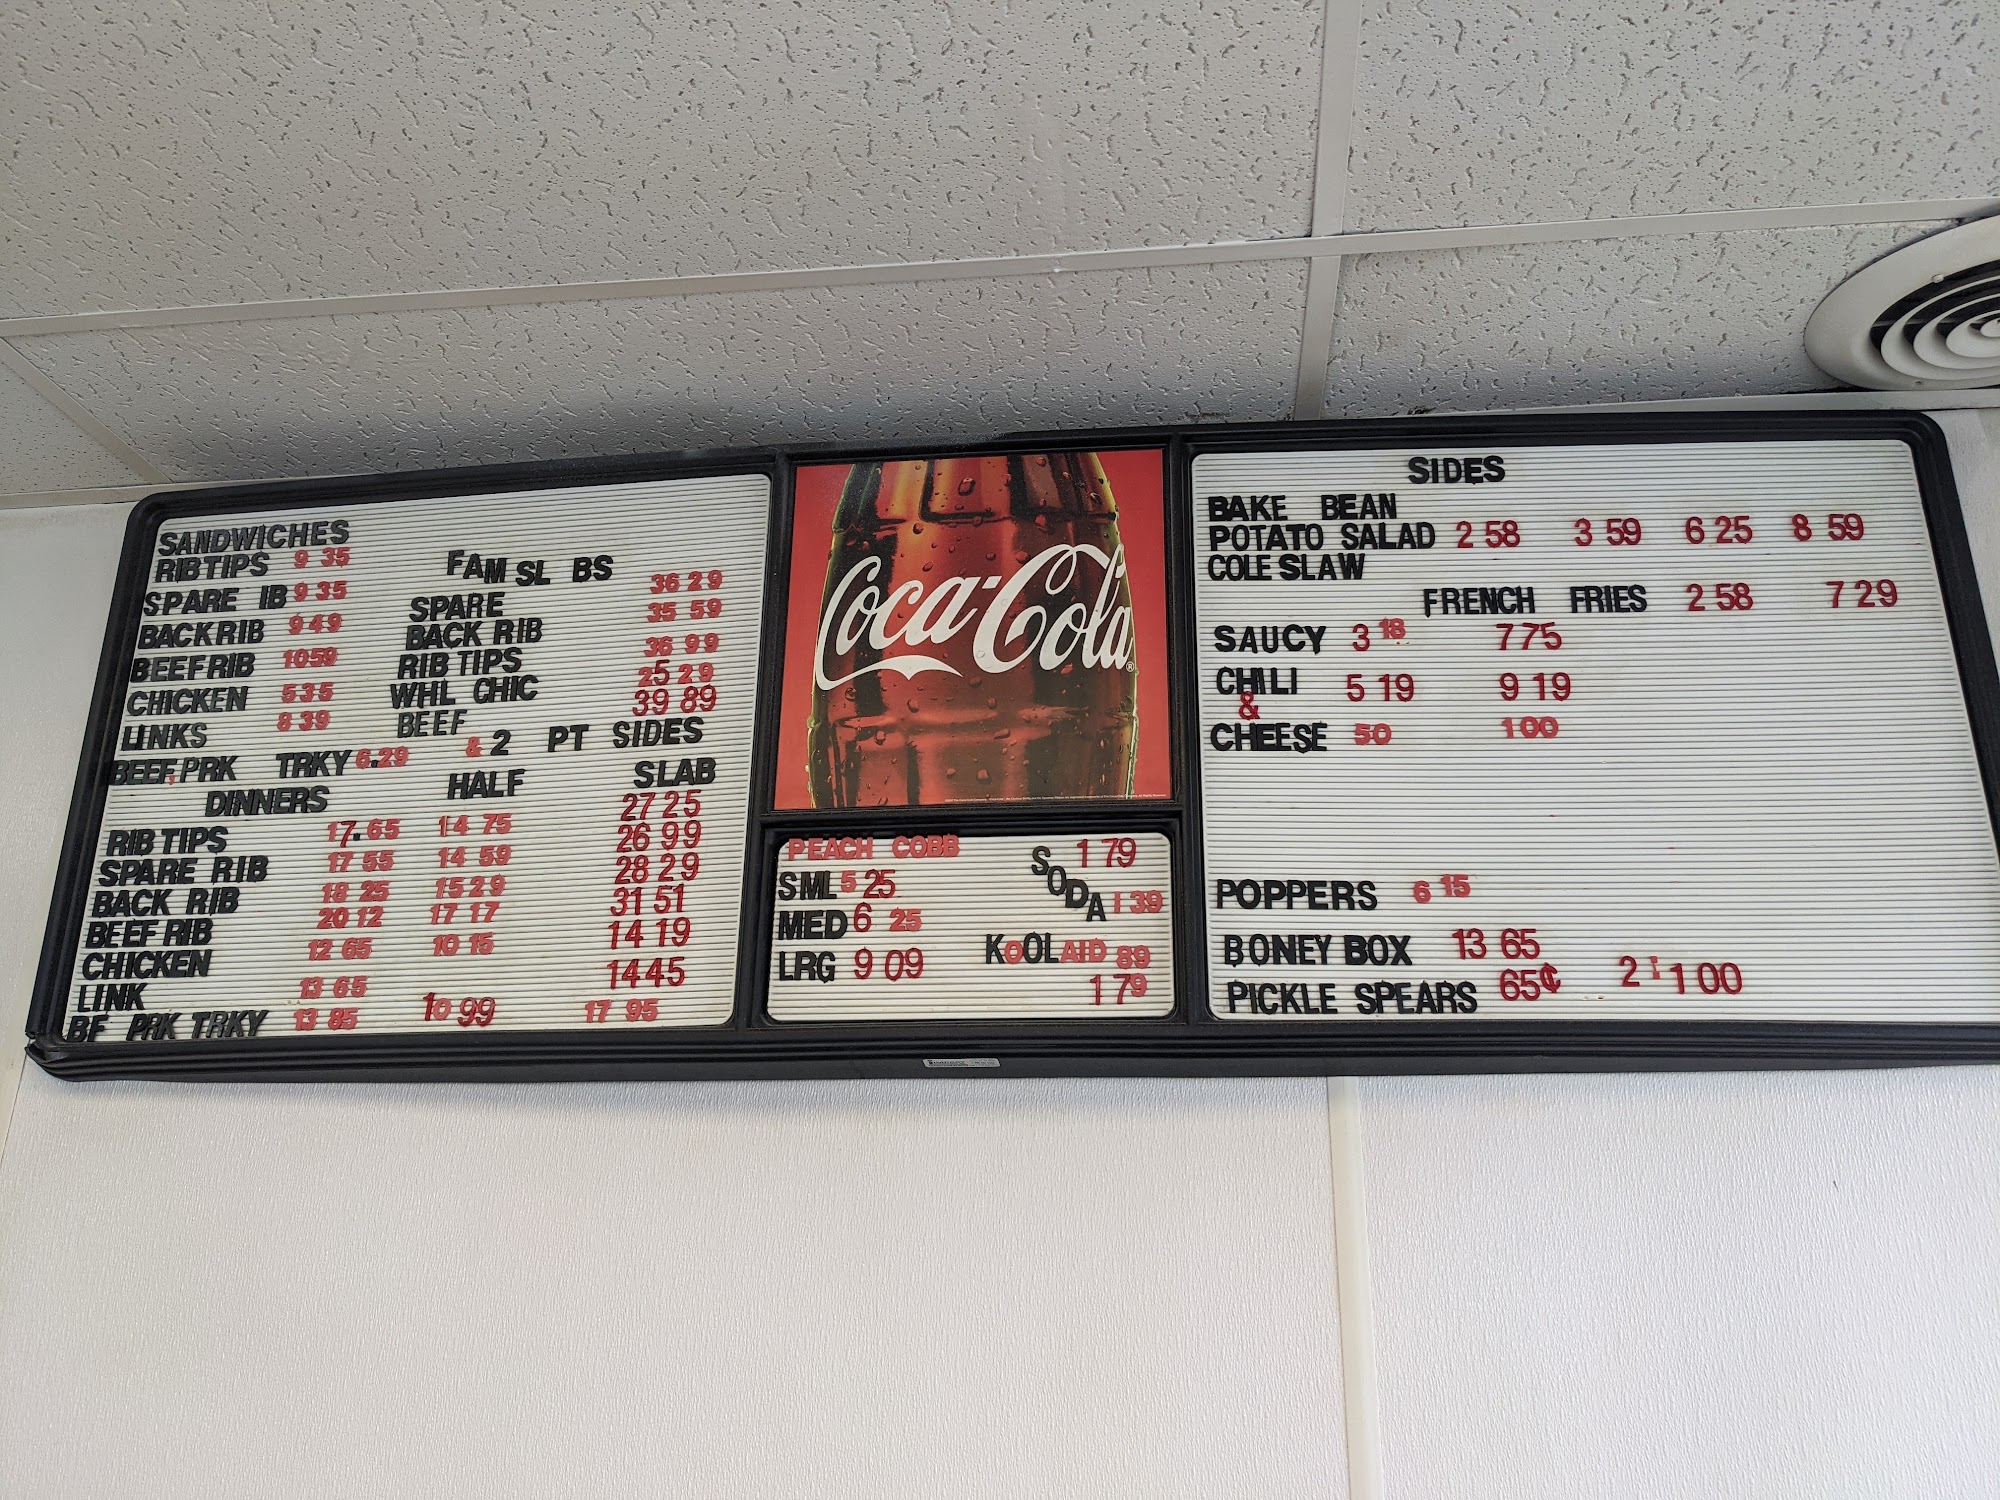 SANDWICHES
RIBTIPS 9 35
SPARE IB 9 35
BACKRIB 9 49
BEEFRIB 10 59
CHICKEN 5 35
LINKS 8 39
BEEF, PRK TRKY 6.29
FAM SL BS
SPARE 36 29
BACK RIB 35 59
RIB TIPS 36 99
WHL CHIC 25 29
BEEF 39 89
& 2 PT SIDES
DINNERS HALF SLAB
RIB TIPS 17.65 14 75 27 25
SPARE RIB 17 55 14 59 26 99
BACK RIB 18 25 15 29 28 29
BEEF RIB 20 12 17 17 31 51
CHICKEN 12 65 10 15 14 19
LINK 13 65 14 45
BF PRK TRKY 13 85 10 99 17 95
Coca-Cola
PEACH COBB
SML 5 25
MED 6 25
LRG 9 09
SODA 1 79
1 39
KOOLAID 89
1 79
SIDES
BAKE BEAN
POTATO SALAD 2 58 3 59 6 25 8 59
COLE SLAW
FRENCH FRIES 2 58 7 29
SAUCY 3 18 7 75
CHILI 5 19 9 19
&
CHEESE 50 1 00
POPPERS 6 15
BONEY BOX 13 65
PICKLE SPEARS 65¢ 2 : 1 00